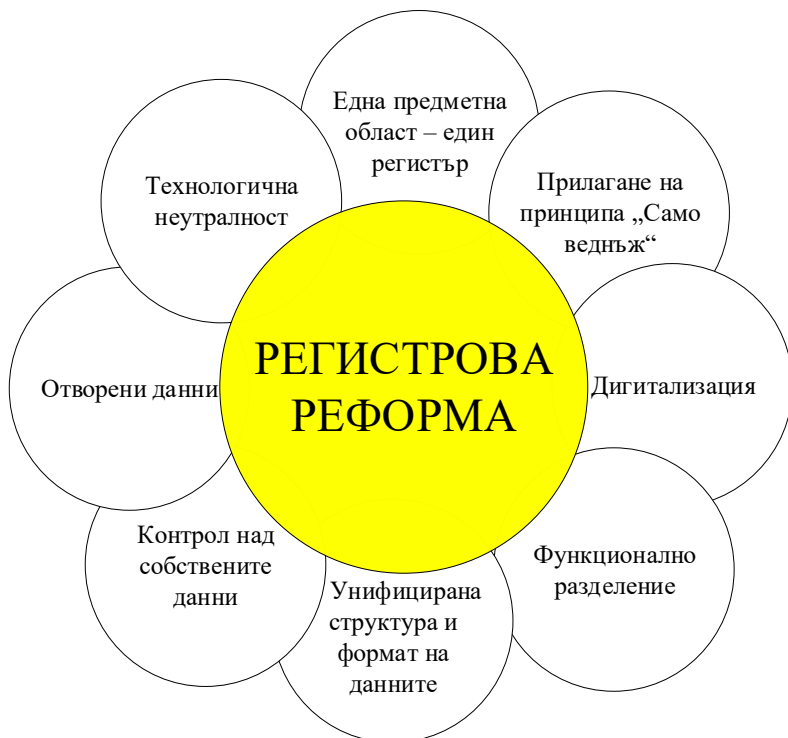 Една предметна
област – един
регистър
Прилагане на
принципа „Само
веднъж“
Дигитализация
Функционално
разделение
Унифицирана
структура и
формат на
данните
Контрол над
собствените
данни
Отворени данни
Технологична
неутралност
РЕГИСТРОВА
РЕФОРМА